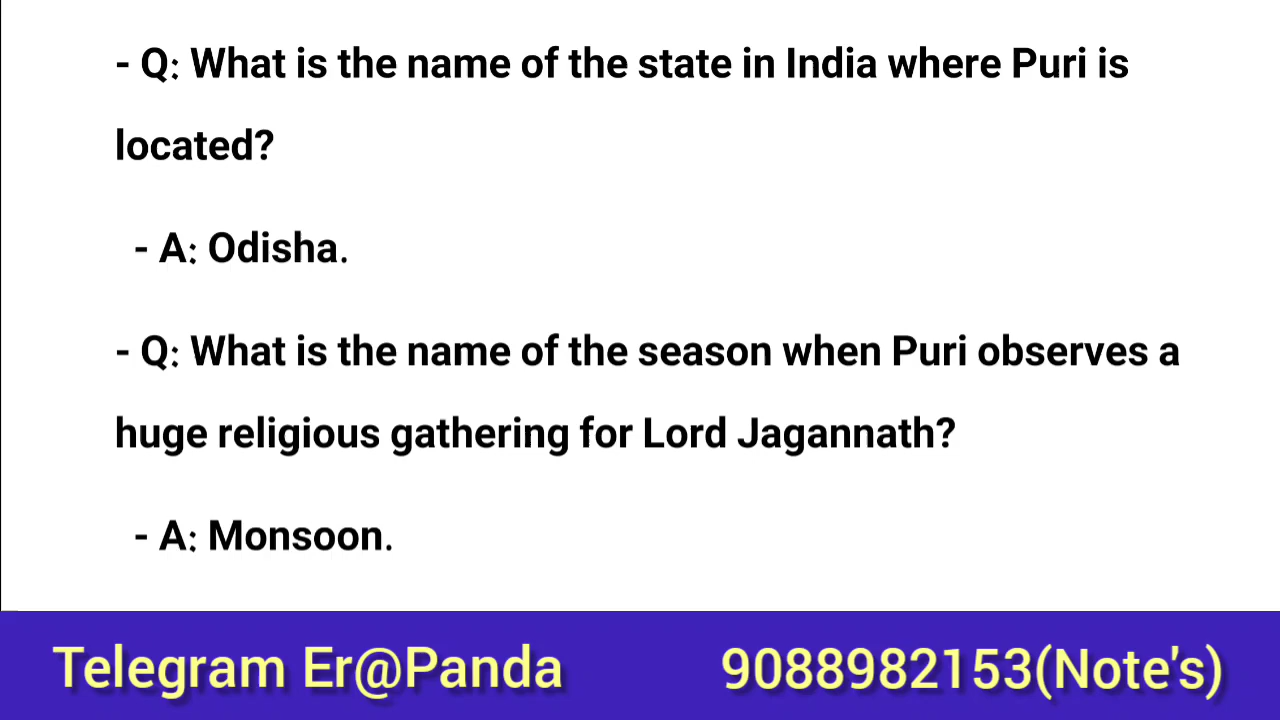 - Q: What is the name of the state in India where Puri is
located?
- A: Odisha.
- Q: What is the name of the season when Puri observes a
huge religious gathering for Lord Jagannath?
- A: Monsoon.
Telegram Er@Panda 9088982153(Note's)